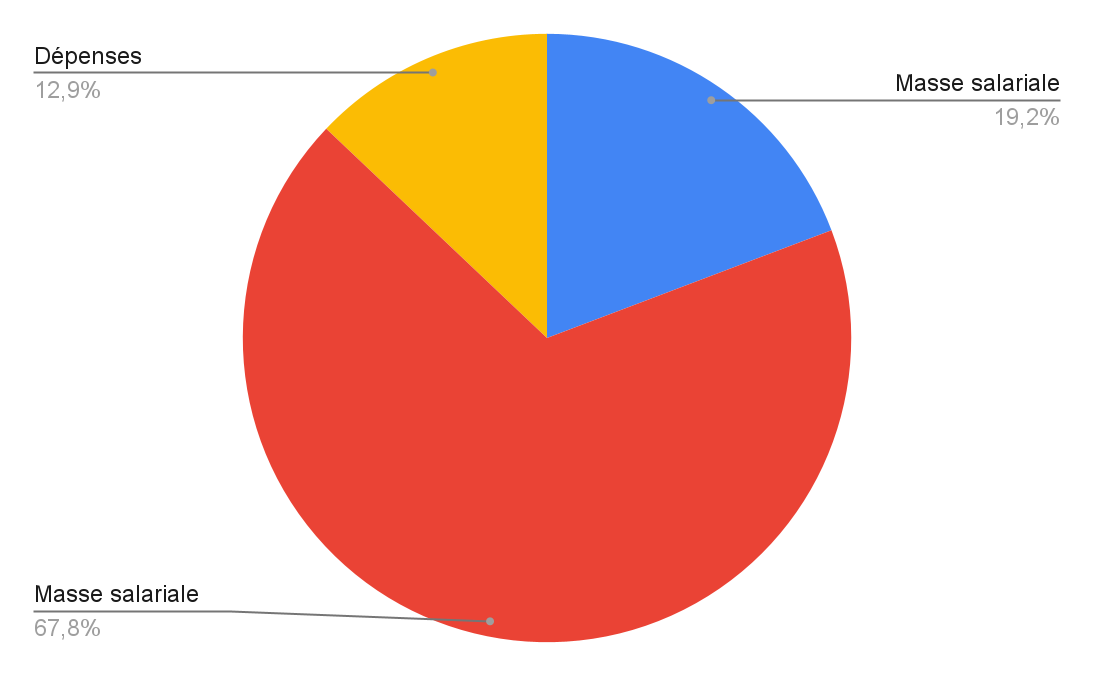 Dépenses
12,9%
Masse salariale
19,2%
Masse salariale
67,8%